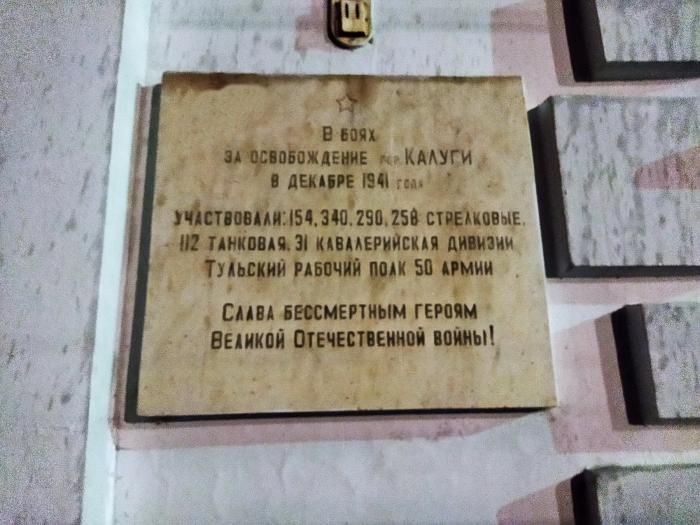 В БОЯХ
ЗА ОСВОБОЖДЕНИЕ гор. КАЛУГИ
В ДЕКАБРЕ 1941 года
УЧАСТВОВАЛИ: 154, 340, 290, 258 СТРЕЛКОВЫЕ,
112 ТАНКОВАЯ, 31 КАВАЛЕРИЙСКАЯ ДИВИЗИИ
ТУЛЬСКИЙ РАБОЧИЙ ПОЛК 50 АРМИИ
СЛАВА БЕССМЕРТНЫМ ГЕРОЯМ
ВЕЛИКОЙ ОТЕЧЕСТВЕННОЙ ВОЙНЫ!